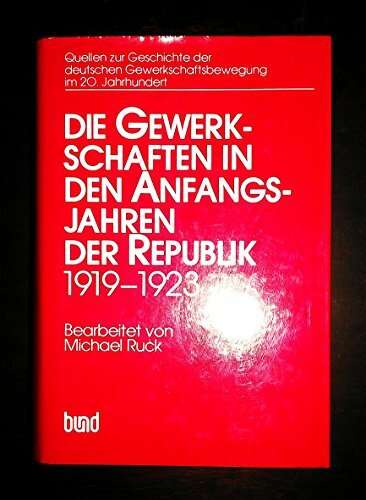 Quellen zur Geschichte der
deutschen Gewerkschaftsbewegung
im 20. Jahrhundert
DIE GEWERK-
SCHAFTEN IN
DEN ANFANGS-
JAHREN
DER REPUBLIK
1919–1923
Bearbeitet von
Michael Ruck
bund